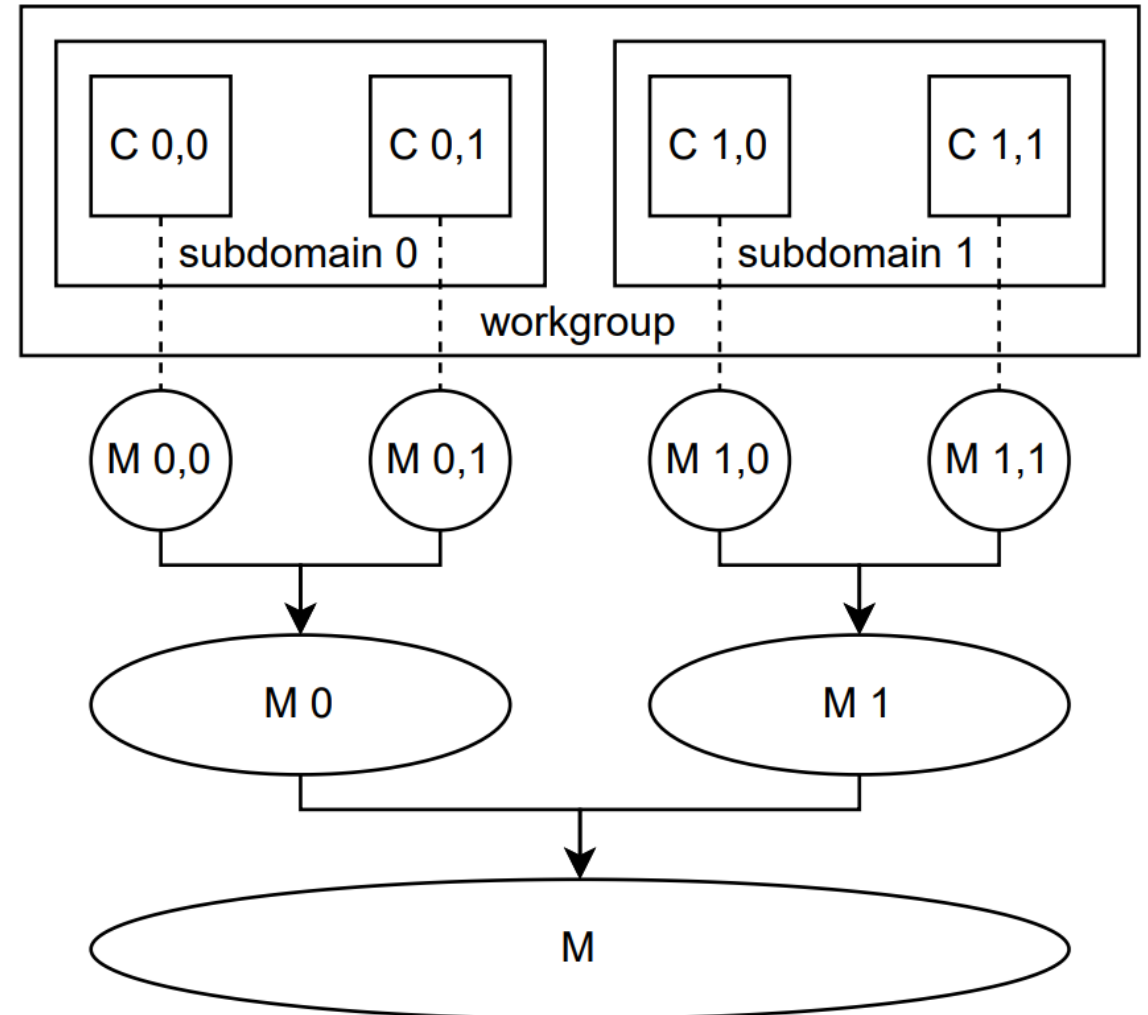 C 0,0
C 0,1
C 1,0
C 1,1
subdomain 0
subdomain 1
workgroup
M 0,0
M 0,1
M 1,0
M 1,1
M 0
M 1
M